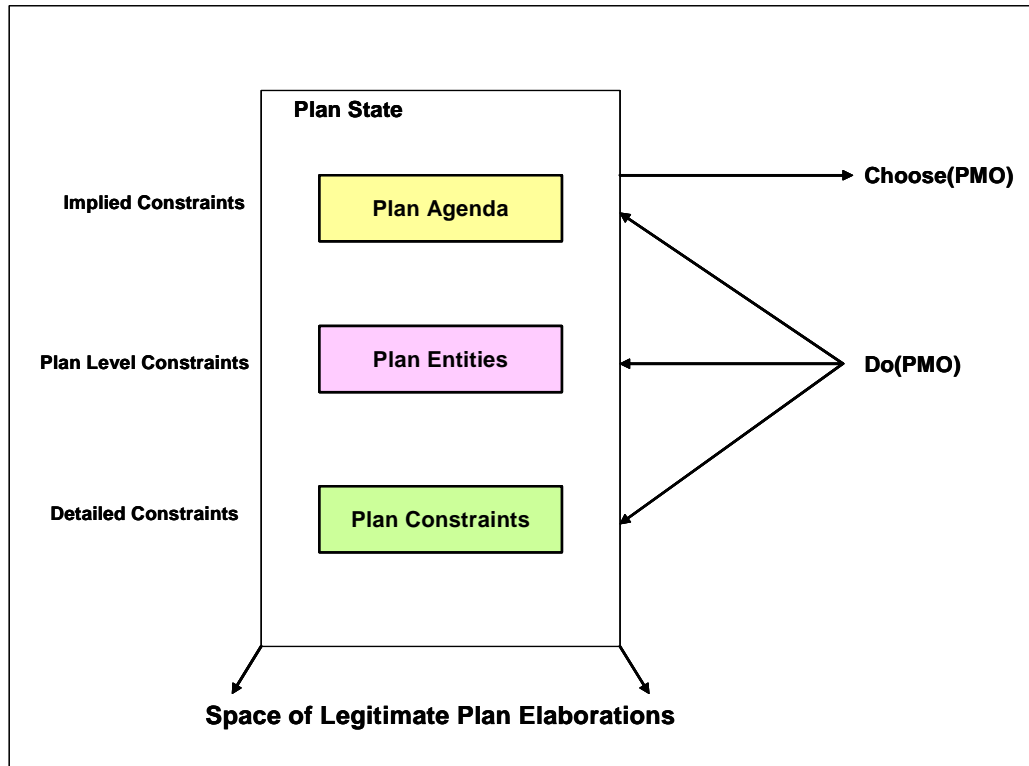 Plan State
Implied Constraints
Plan Agenda
Choose(PMO)
Plan Level Constraints
Plan Entities
Do(PMO)
Detailed Constraints
Plan Constraints
Space of Legitimate Plan Elaborations